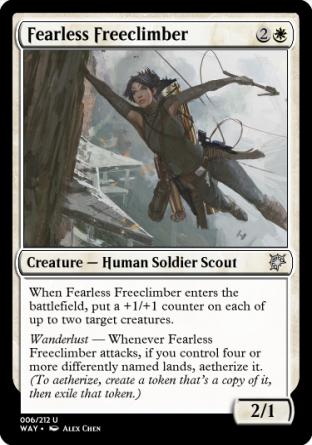 Fearless Freeclimber 2
Creature — Human Soldier Scout
When Fearless Freeclimber enters the
battlefield, put a +1/+1 counter on each of
up to two target creatures.
Wanderlust — Whenever Fearless
Freeclimber attacks, if you control four or
more differently named lands, aetherize it.
(To aetherize, create a token that's a copy of it,
then exile that token.)
2/1
006/212 U
WAY • ALEX CHEN